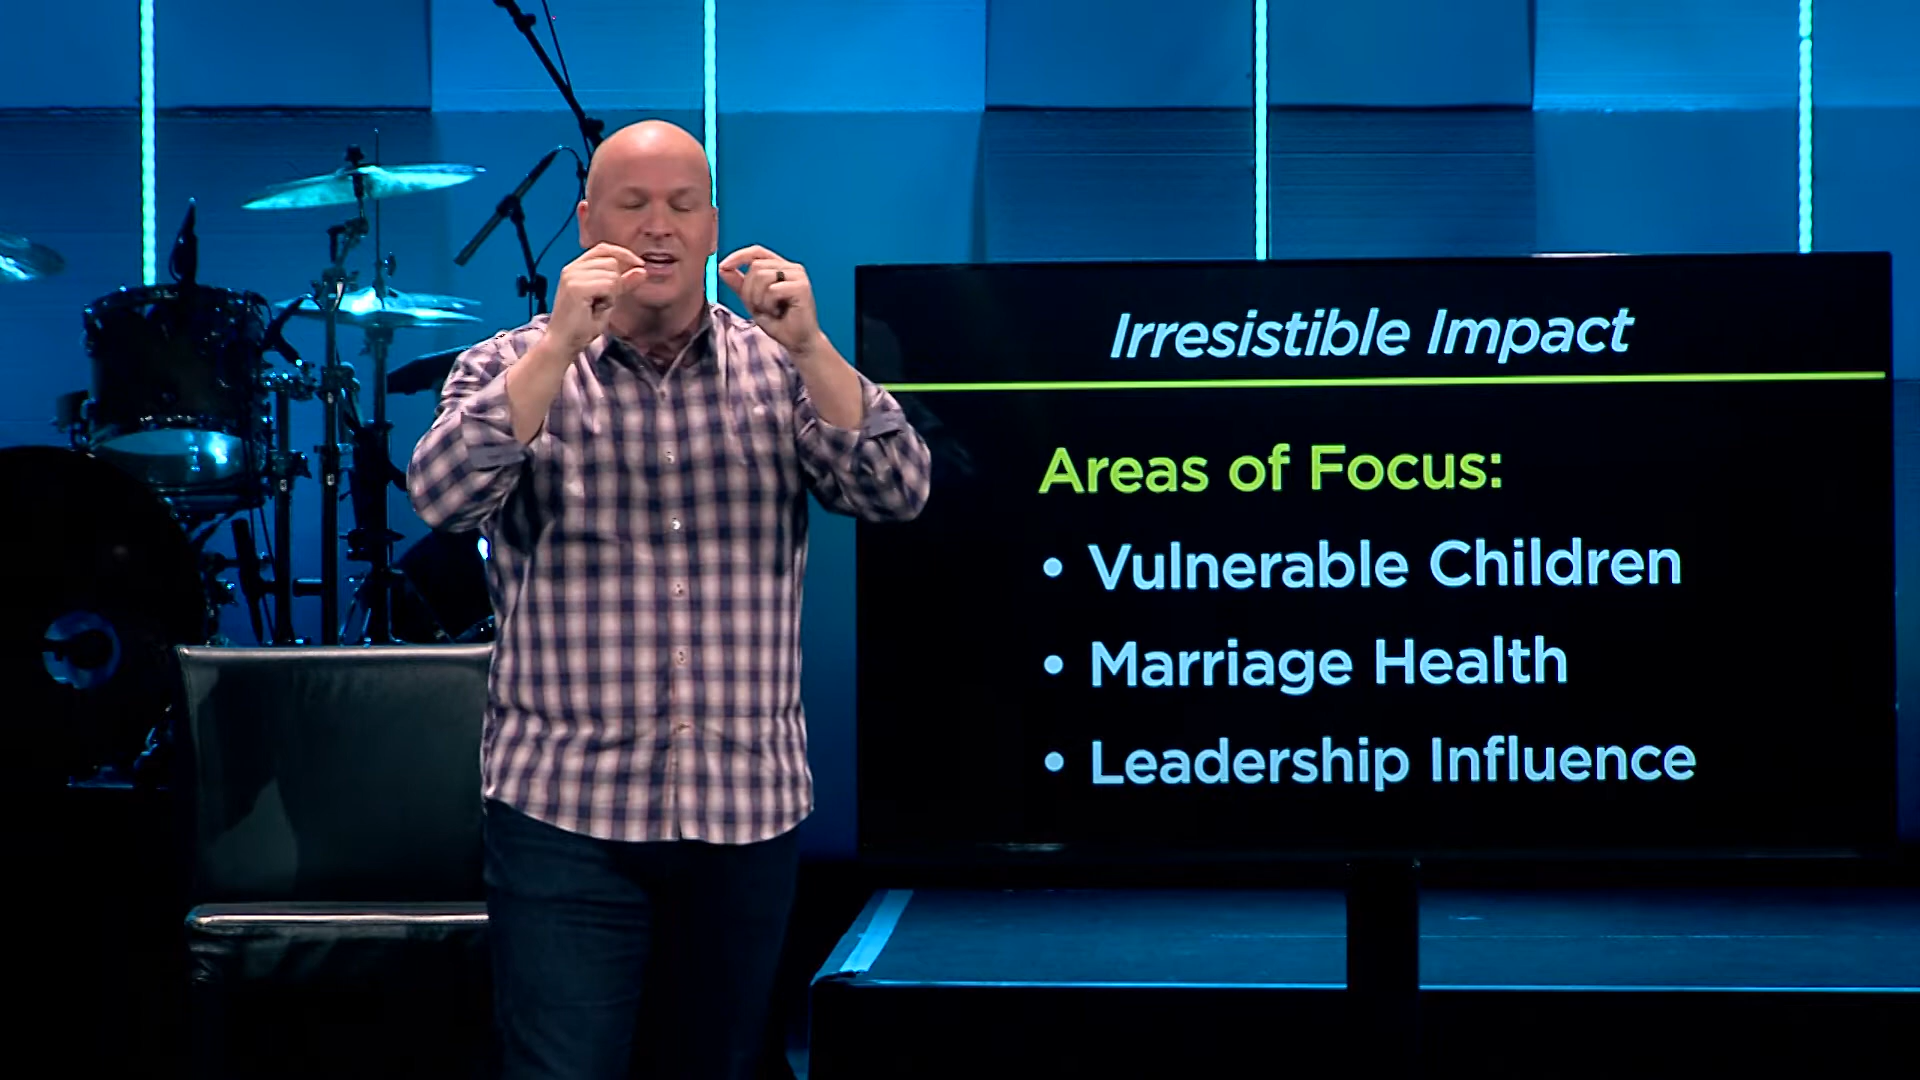 Irresistible Impact
Areas of Focus:
• Vulnerable Children
• Marriage Health
• Leadership Influence